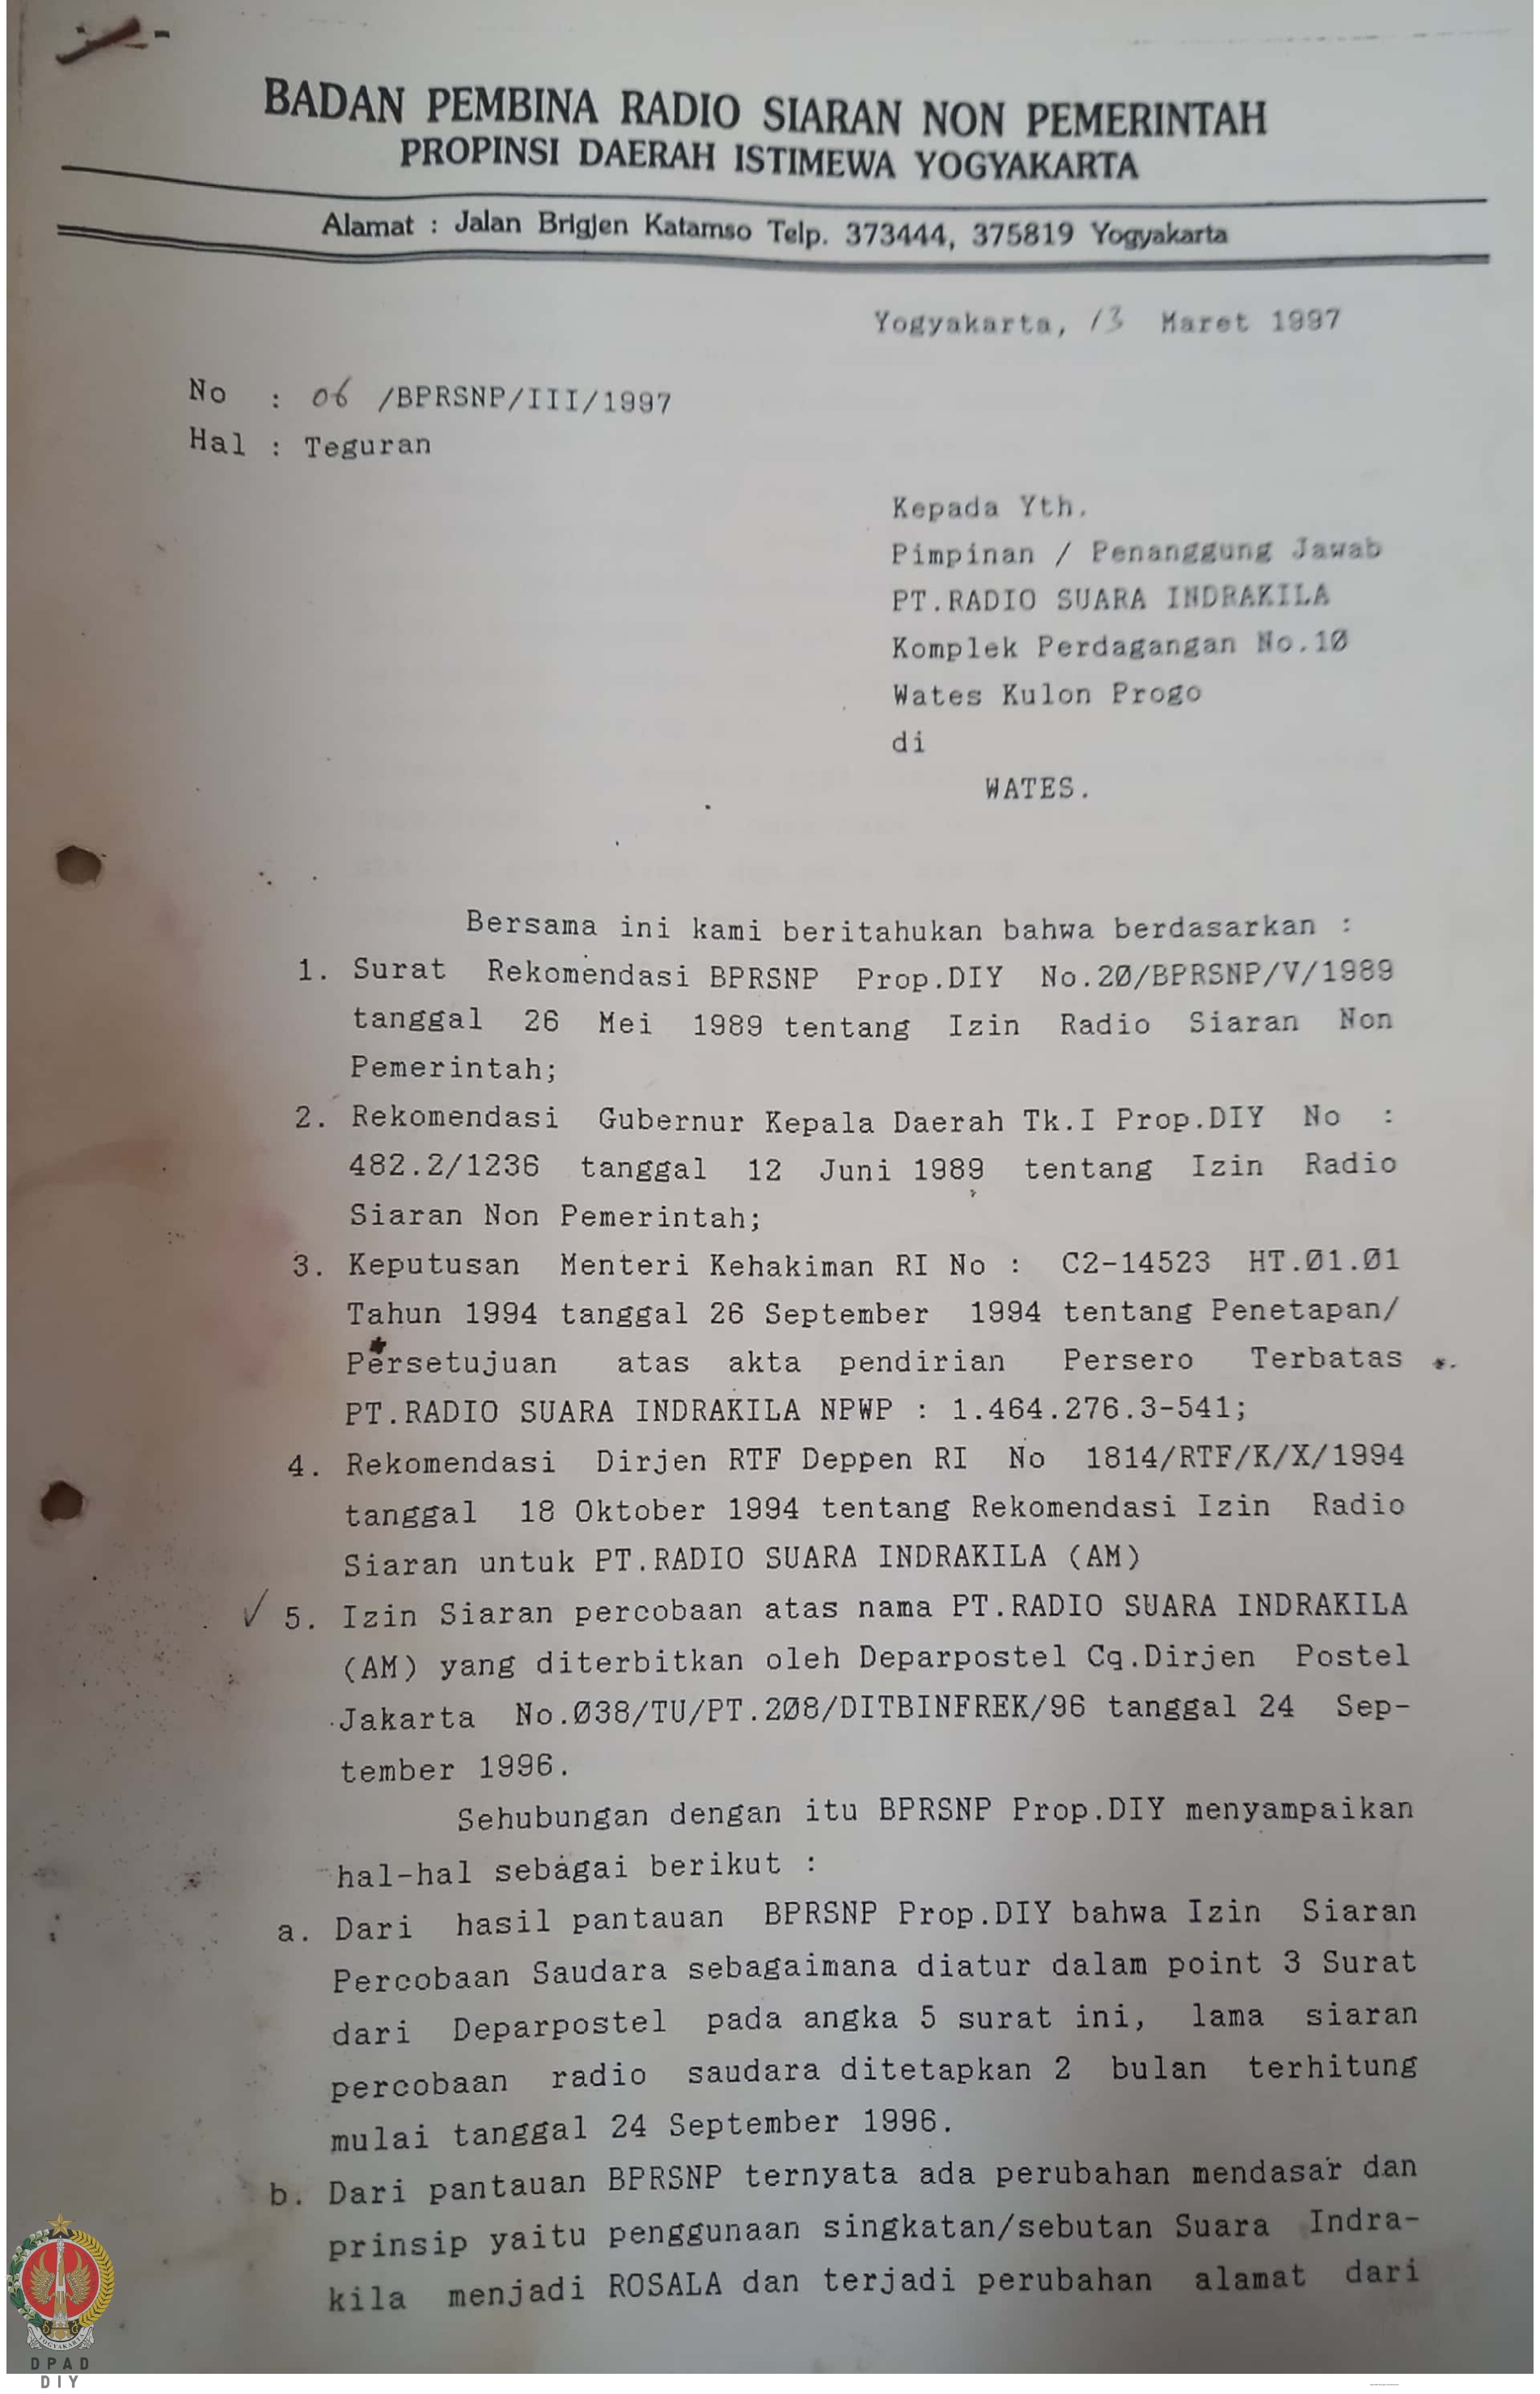 BADAN PEMBINA RADIO SIARAN NON PEMERINTAH
PROPINSI DAERAH ISTIMEWA YOGYAKARTA
Alamat : Jalan Brigjen Katamso Telp. 373444, 375819 Yogyakarta
Yogyakarta, 13 Maret 1997
No : 06 /BPRSNP/III/1997
Hal : Teguran
Kepada Yth.
Pimpinan / Penanggung Jawab
PT.RADIO SUARA INDRAKILA
Komplek Perdagangan No.10
Wates Kulon Progo
di
WATES.
Bersama ini kami beritahukan bahwa berdasarkan :
1. Surat Rekomendasi BPRSNP Prop.DIY No.20/BPRSNP/V/1989
tanggal 26 Mei 1989 tentang Izin Radio Siaran Non
Pemerintah;
2. Rekomendasi Gubernur Kepala Daerah Tk.I Prop.DIY No :
482.2/1236 tanggal 12 Juni 1989 tentang Izin Radio
Siaran Non Pemerintah;
3. Keputusan Menteri Kehakiman RI No : C2-14523 HT.01.01
Tahun 1994 tanggal 26 September 1994 tentang Penetapan/
Persetujuan atas akta pendirian Persero Terbatas
PT.RADIO SUARA INDRAKILA NPWP : 1.464.276.3-541;
4. Rekomendasi Dirjen RTF Deppen RI No 1814/RTF/K/X/1994
tanggal 18 Oktober 1994 tentang Rekomendasi Izin Radio
Siaran untuk PT.RADIO SUARA INDRAKILA (AM)
✓ 5. Izin Siaran percobaan atas nama PT.RADIO SUARA INDRAKILA
(AM) yang diterbitkan oleh Deparpostel Cq.Dirjen Postel
Jakarta No.038/TU/PT.208/DITBINFREK/96 tanggal 24 Sep-
tember 1996.
Sehubungan dengan itu BPRSNP Prop.DIY menyampaikan
hal-hal sebagai berikut :
a. Dari hasil pantauan BPRSNP Prop.DIY bahwa Izin Siaran
Percobaan Saudara sebagaimana diatur dalam point 3 Surat
dari Deparpostel pada angka 5 surat ini, lama siaran
percobaan radio saudara ditetapkan 2 bulan terhitung
mulai tanggal 24 September 1996.
b. Dari pantauan BPRSNP ternyata ada perubahan mendasar dan
prinsip yaitu penggunaan singkatan/sebutan Suara Indra-
kila menjadi ROSALA dan terjadi perubahan alamat dari
YOGYAKARTA
DPAD
DIY